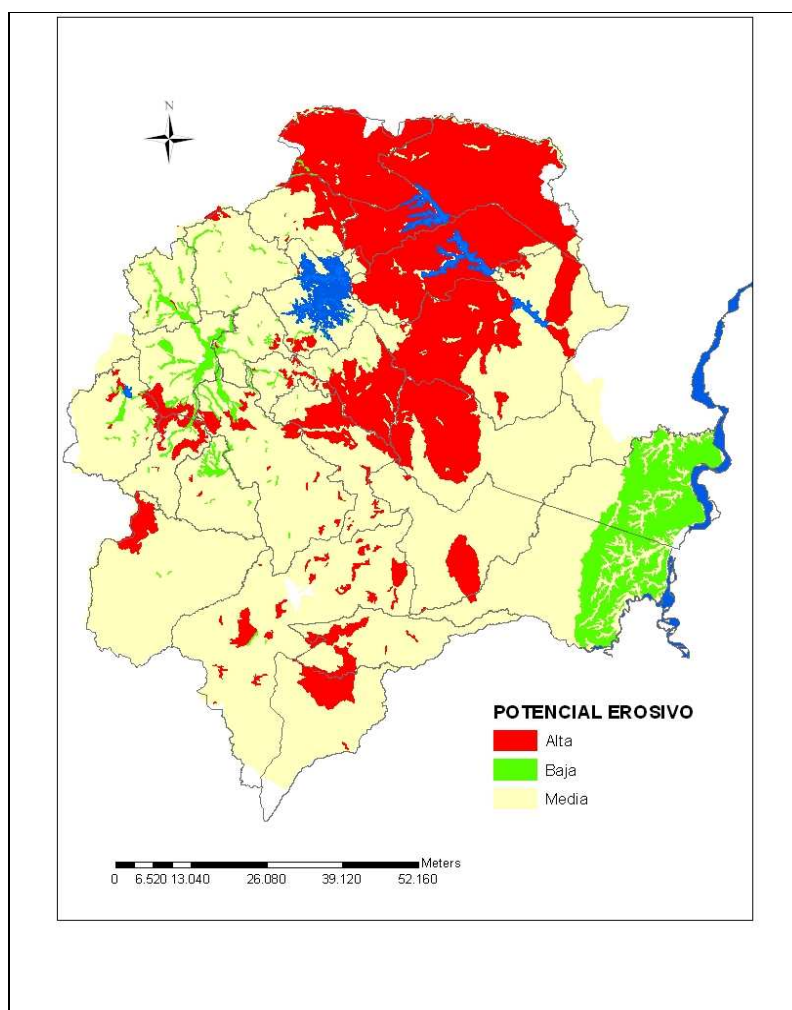 N
POTENCIAL EROSIVO
Alta
Baja
Media
Meters
0 6.520 13.040 26.080 39.120 52.160